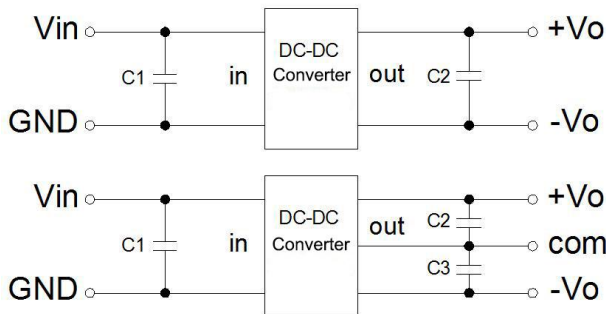 Vin
+Vo
DC-DC
Converter
C1
in
out
C2
GND
-Vo
Vin
+Vo
DC-DC
Converter
out
C2
C1
in
com
C3
GND
-Vo